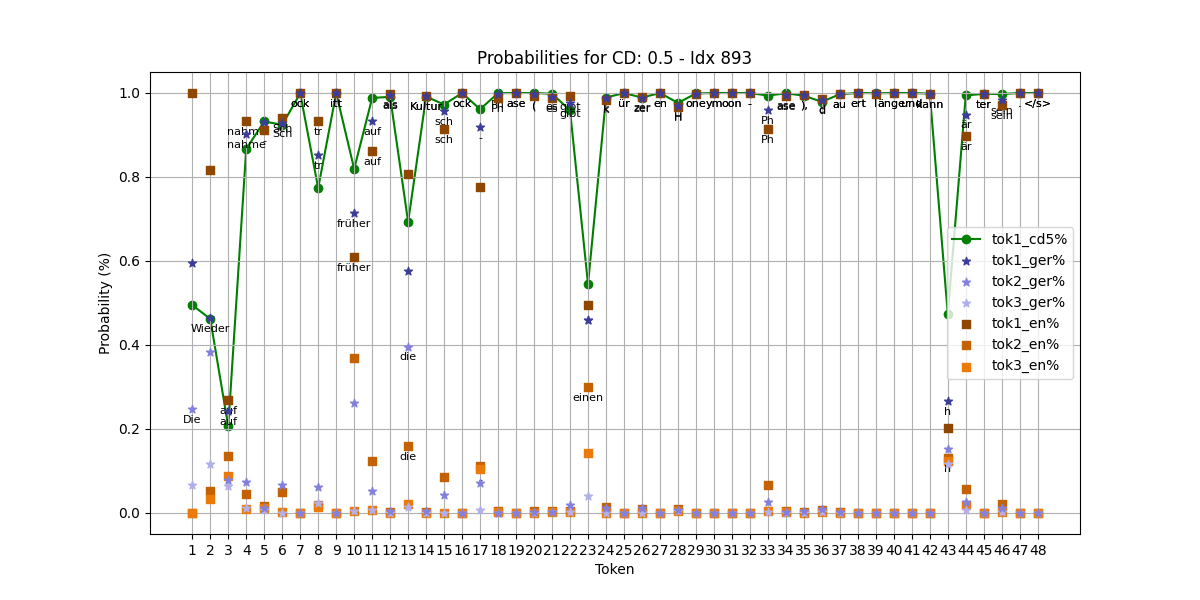 Probabilities for CD: 0.5 - Idx 893
Probability (%)
1.0
0.8
0.6
0.4
0.2
0.0
Die
Wieder
auf
auf
nahme
nahme
-
Sch
sch
ock
tr
tr
itt
früher
früher
auf
auf
als
die
die
Kultur
sch
sch
ock
-
Ph
ase
(
es
gibt
gibt
einen
k
ür
zer
en
H
oneymoon
-
Ph
Ph
ase
),
d
au
ert
länger
und
kann
h
h
är
är
ter
sein
sein
.
</s>
tok1_cd5%
tok1_ger%
tok2_ger%
tok3_ger%
tok1_en%
tok2_en%
tok3_en%
1 2 3 4 5 6 7 8 9 10 11 12 13 14 15 16 17 18 19 20 21 22 23 24 25 26 27 28 29 30 31 32 33 34 35 36 37 38 39 40 41 42 43 44 45 46 47 48
Token